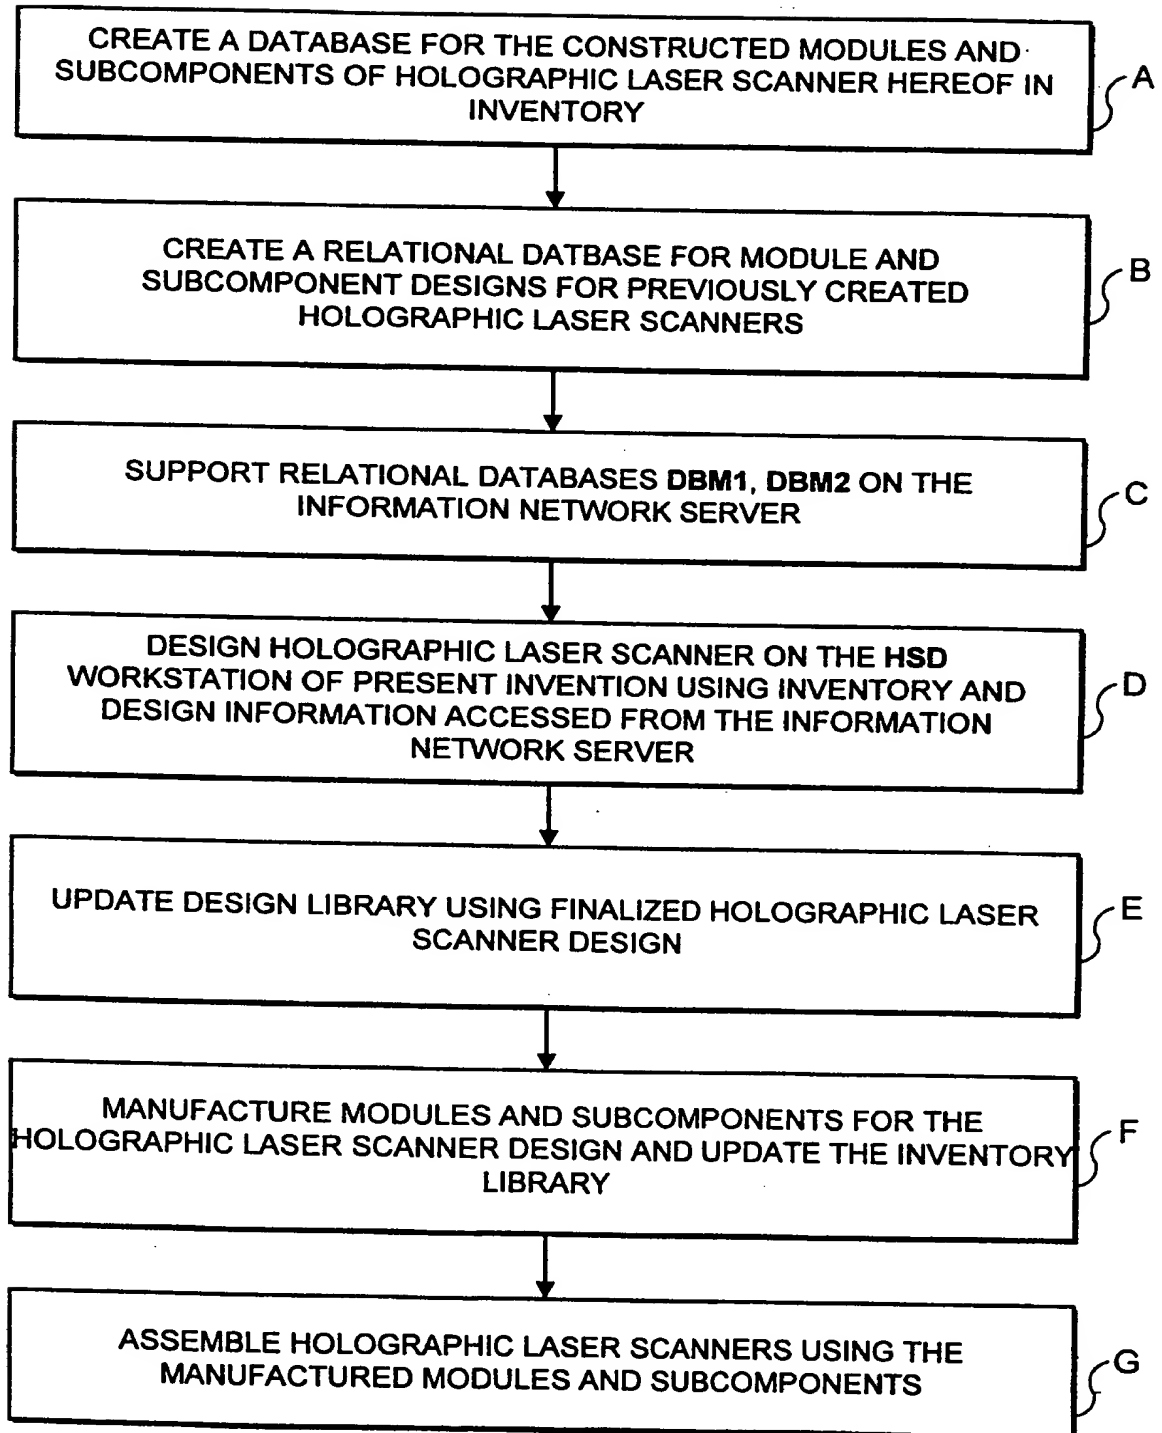 CREATE A DATABASE FOR THE CONSTRUCTED MODULES AND
SUBCOMPONENTS OF HOLOGRAPHIC LASER SCANNER HEREOF IN
INVENTORY
A
CREATE A RELATIONAL DATBASE FOR MODULE AND
SUBCOMPONENT DESIGNS FOR PREVIOUSLY CREATED
HOLOGRAPHIC LASER SCANNERS
B
SUPPORT RELATIONAL DATABASES DBM1, DBM2 ON THE
INFORMATION NETWORK SERVER
C
DESIGN HOLOGRAPHIC LASER SCANNER ON THE HSD
WORKSTATION OF PRESENT INVENTION USING INVENTORY AND
DESIGN INFORMATION ACCESSED FROM THE INFORMATION
NETWORK SERVER
D
UPDATE DESIGN LIBRARY USING FINALIZED HOLOGRAPHIC LASER
SCANNER DESIGN
E
MANUFACTURE MODULES AND SUBCOMPONENTS FOR THE
HOLOGRAPHIC LASER SCANNER DESIGN AND UPDATE THE INVENTORY
LIBRARY
F
ASSEMBLE HOLOGRAPHIC LASER SCANNERS USING THE
MANUFACTURED MODULES AND SUBCOMPONENTS
G